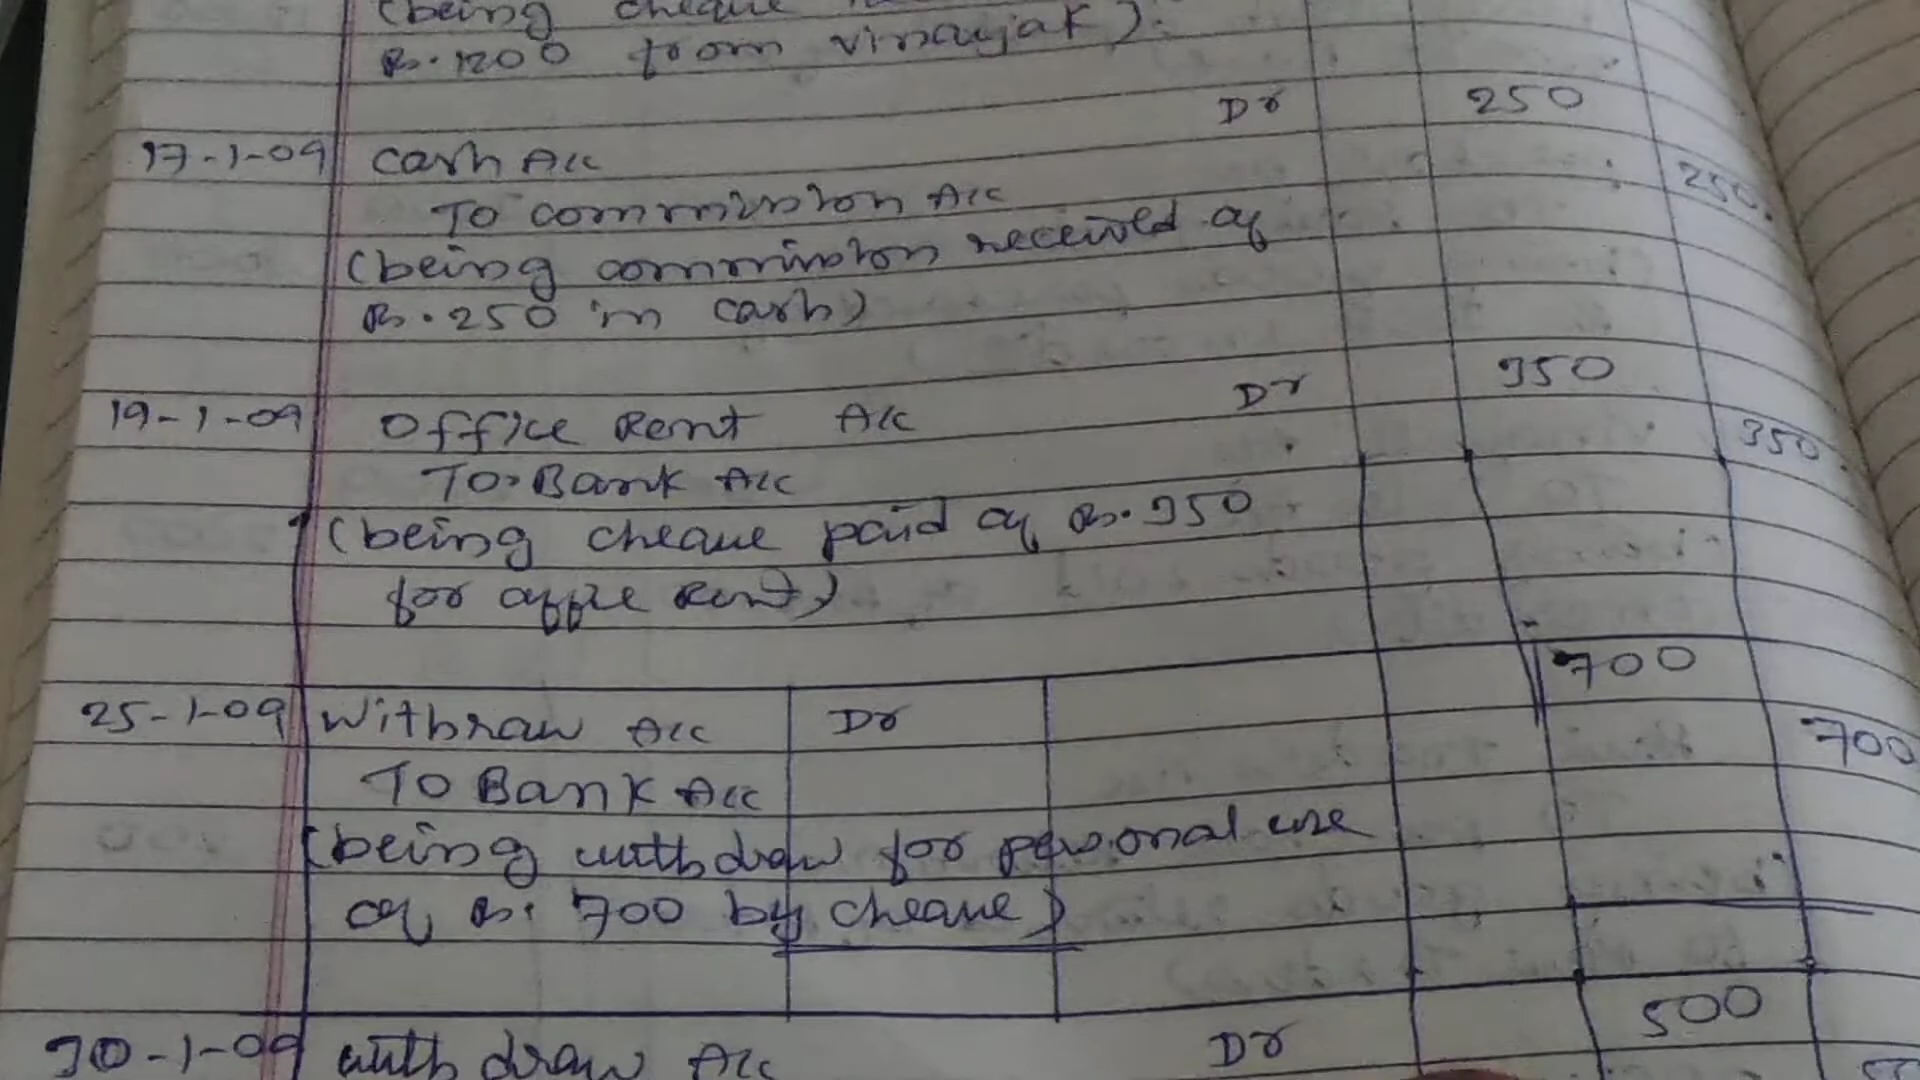 (being cheque
Rs. 1200 from vinayak).
Dr 250
17-1-09 Cash A/c
To commission A/c 250.
(being commission received of
Rs. 250 in cash)
Dr 350
19-1-09 Office Rent A/c
350.
To Bank A/c
(being cheque paid of Rs. 350
for office Rent)
700
25-1-09 Withraw A/c Dr
700
To Bank A/c
(being withdraw for personal use
of Rs. 700 by cheque)
500
30-1-09 withdraw A/c Dr